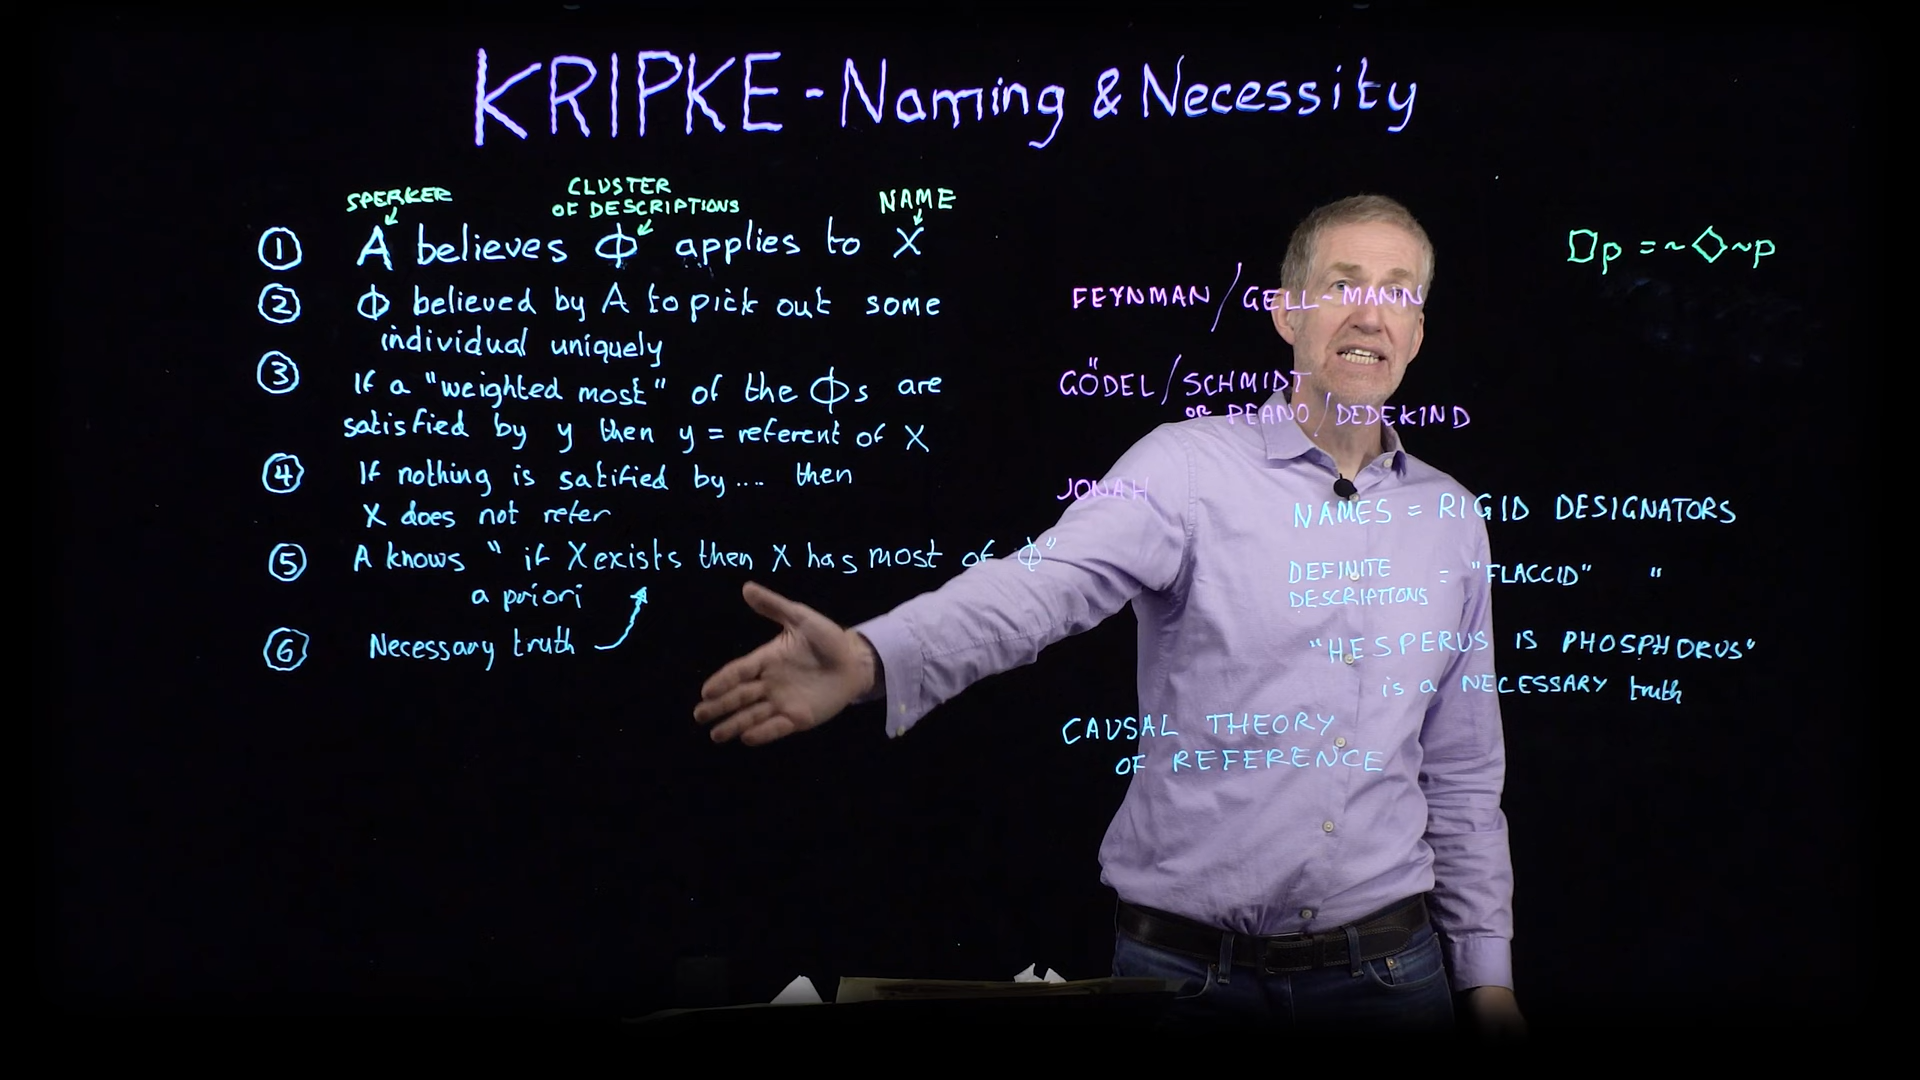 KRIPKE - Naming & Necessity
SPEAKER
CLUSTER
OF DESCRIPTIONS
NAME
① A believes Φ applies to X
② Φ believed by A to pick out some
individual uniquely
③ If a "weighted most" of the Φs are
satisfied by y then y = referent of X
④ If nothing is satified by .... then
X does not refer
⑤ A knows "if X exists then X has most of Φ"
a priori
⑥ Necessary truth
FEYNMAN / GELL-MANN
GÖDEL / SCHMIDT
OR PEANO / DEDEKIND
JONAH
□p = ~◇~p
NAMES = RIGID DESIGNATORS
DEFINITE
DESCRIPTIONS = "FLACCID" "
"HESPERUS IS PHOSPHORUS"
is a NECESSARY truth
CAUSAL THEORY
OF REFERENCE